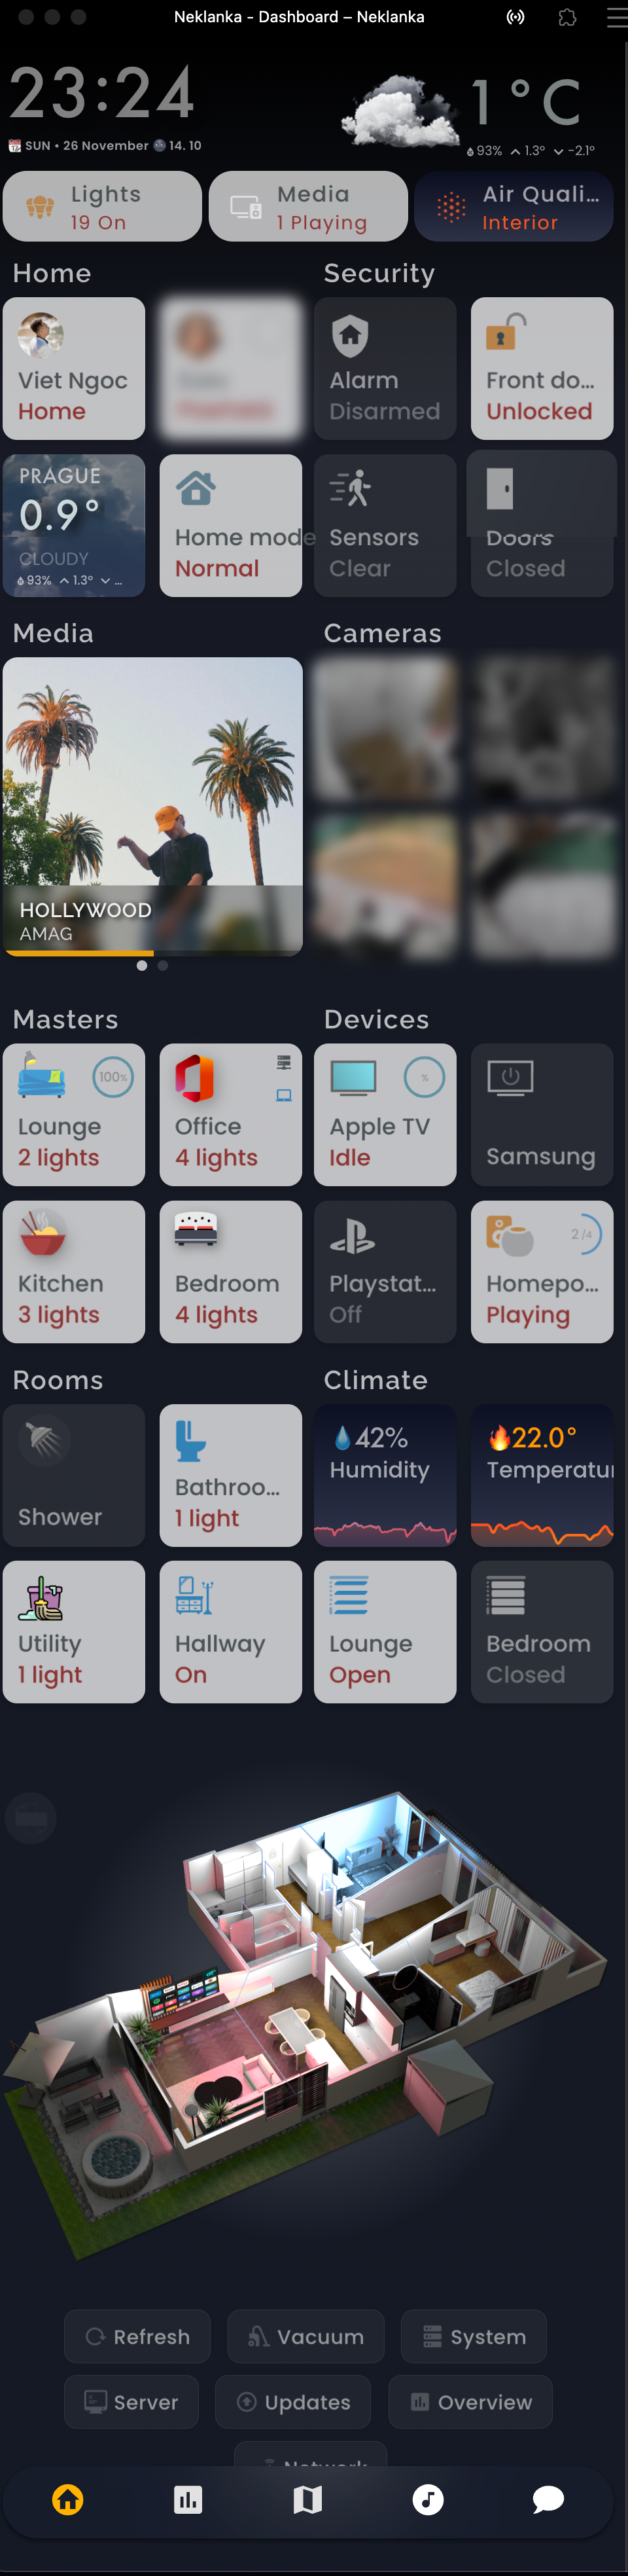 Neklanka - Dashboard – Neklanka
23:24
1°C
SUN • 26 November 14. 10
93% 1.3° -2.1°
Lights
19 On
Media
1 Playing
Air Quali...
Interior
Home
Security
Viet Ngoc
Home
Alarm
Disarmed
Front do...
Unlocked
PRAGUE
0.9°
CLOUDY
93% 1.3° ...
Home mode
Normal
Sensors
Clear
Doors
Closed
Media
Cameras
HOLLYWOOD
AMAG
Masters
Devices
100%
Lounge
2 lights
Office
4 lights
%
Apple TV
Idle
Samsung
Kitchen
3 lights
Bedroom
4 lights
Playstat...
Off
2 /4
Homepo...
Playing
Rooms
Climate
Shower
Bathroo...
1 light
42%
Humidity
22.0°
Temperatur
Utility
1 light
Hallway
On
Lounge
Open
Bedroom
Closed
Refresh
Vacuum
System
Server
Updates
Overview
Network